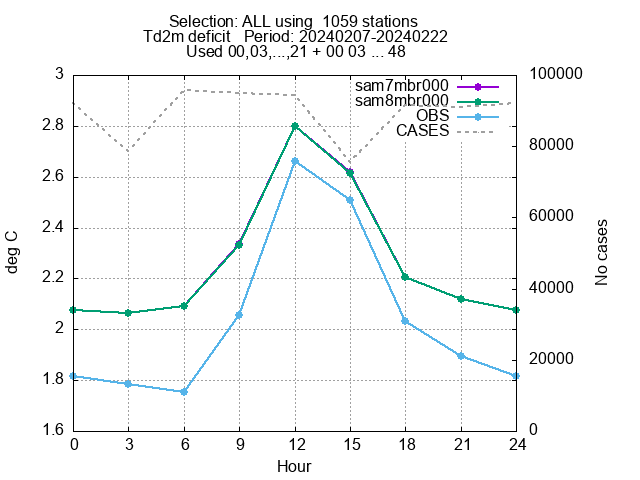 Selection: ALL using  1059 stations
Td2m deficit   Period: 20240207-20240222
Used 00,03,...,21 + 00 03 ... 48
3
2.8
2.6
2.4
2.2
2
1.8
1.6
deg C
sam7mbr000
sam8mbr000
OBS
CASES
100000
80000
60000
40000
20000
0
No cases
0 3 6 9 12 15 18 21 24
Hour